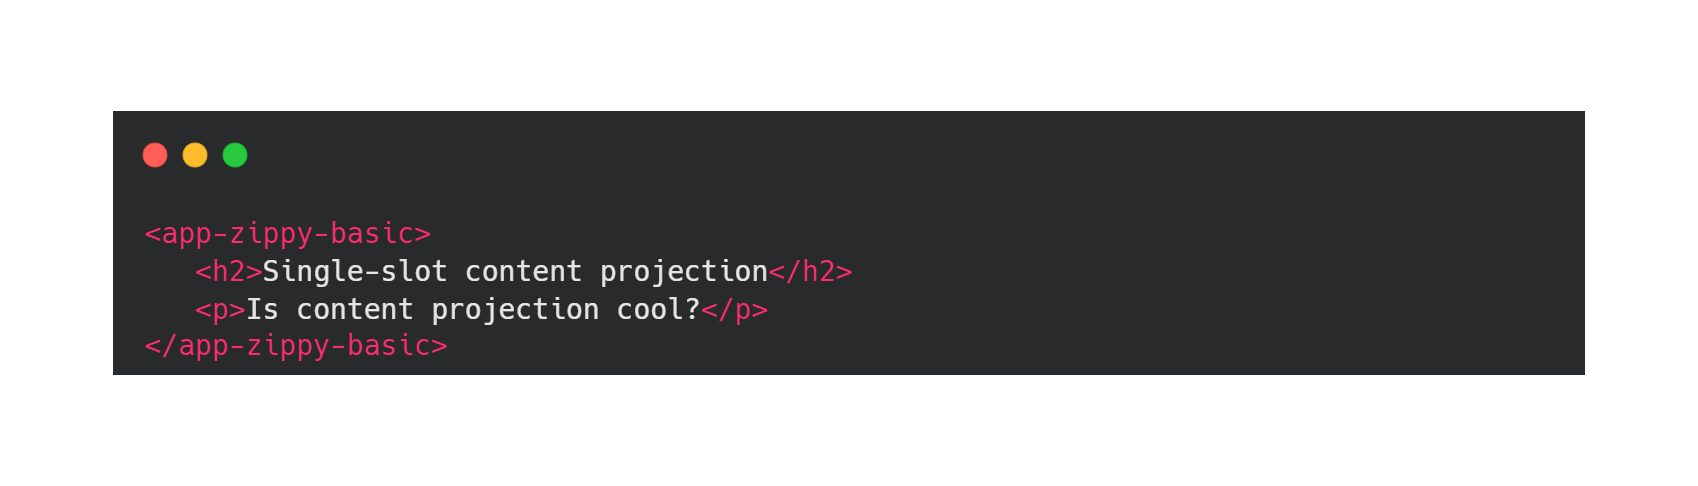 <app-zippy-basic>
   <h2>Single-slot content projection</h2>
   <p>Is content projection cool?</p>
</app-zippy-basic>